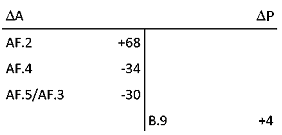 ΔA ΔP
AF.2 +68
AF.4 -34
AF.5/AF.3 -30
B.9 +4